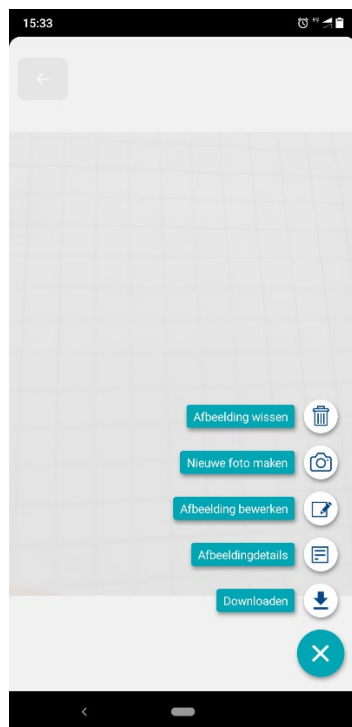 15:33
Afbeelding wissen
Nieuwe foto maken
Afbeelding bewerken
Afbeeldingdetails
Downloaden